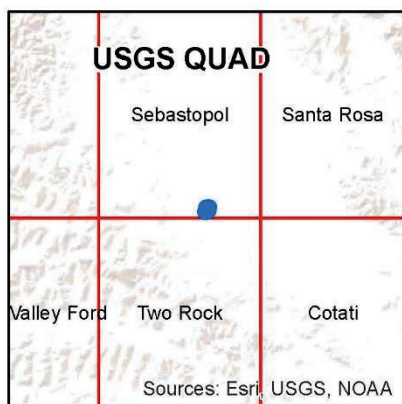 USGS QUAD
Sebastopol Santa Rosa
Valley Ford Two Rock Cotati
Sources: Esri, USGS, NOAA